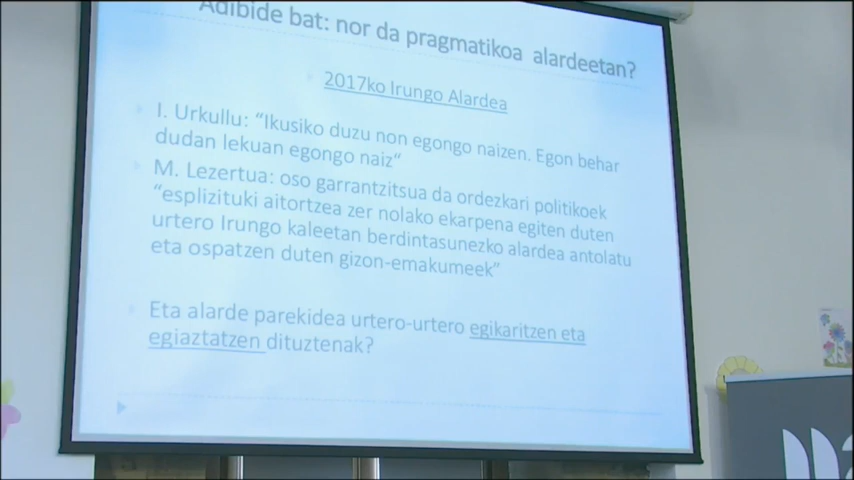 Adibide bat: nor da pragmatikoa alardeetan?
2017ko Irungo Alardea
I. Urkullu: “Ikusiko duzu non egongo naizen. Egon behar
dudan lekuan egongo naiz“
M. Lezertua: oso garrantzitsua da ordezkari politikoek
“esplizituki aitortzea zer nolako ekarpena egiten duten
urtero Irungo kaleetan berdintasunezko alardea antolatu
eta ospatzen duten gizon-emakumeek”
Eta alarde parekidea urtero-urtero egikaritzen eta
egiaztatzen dituztenak?